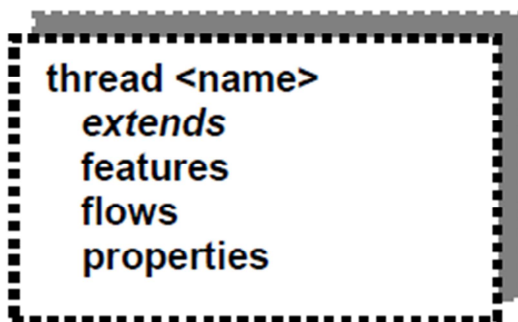 thread <name>
extends
features
flows
properties